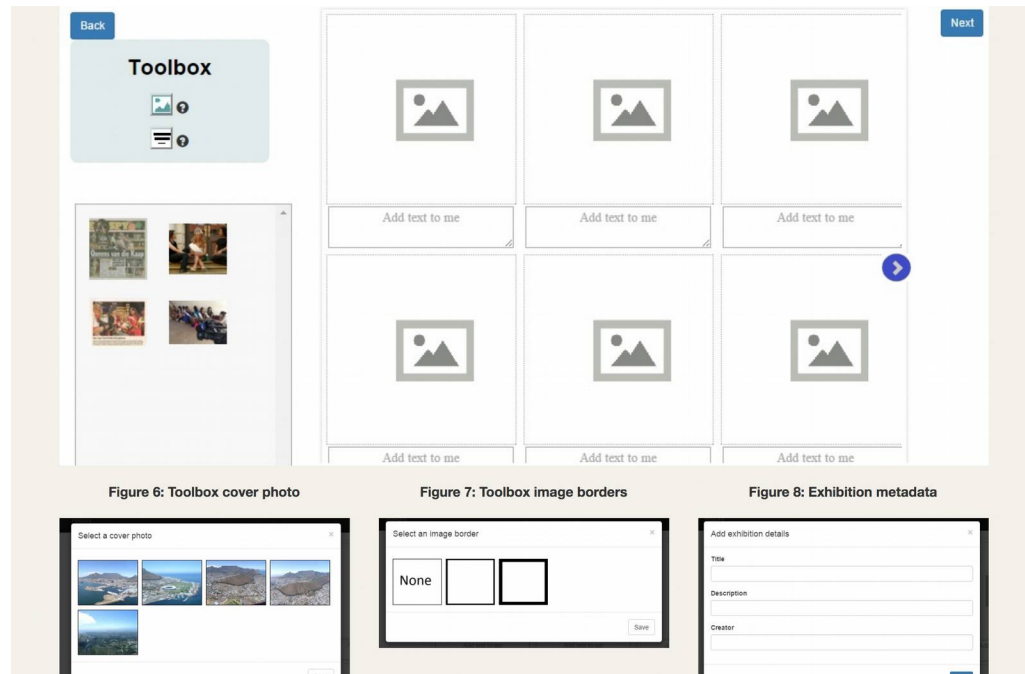 Back
Next
Toolbox
Add text to me
Add text to me
Add text to me
Add text to me
Add text to me
Add text to me
Figure 6: Toolbox cover photo
Figure 7: Toolbox image borders
Figure 8: Exhibition metadata
Select a cover photo
×
Select an image border
×
None
Save
Add exhibition details
×
Title
Description
Creator